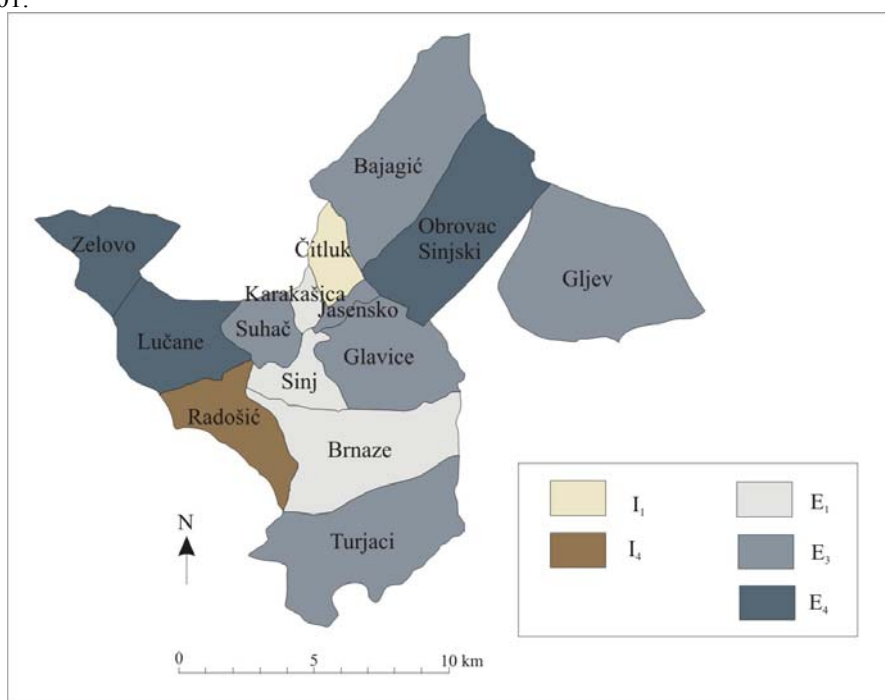 01.
Bajagić
Obrovac
Sinjski
Zelovo
Čitluk
Gljev
Karakašica
Jasensko
Suhač
Lučane
Glavice
Sinj
Radošić
Brnaze
Turjaci
N
I₁
E₁
I₄
E₃
E₄
0 5 10 km